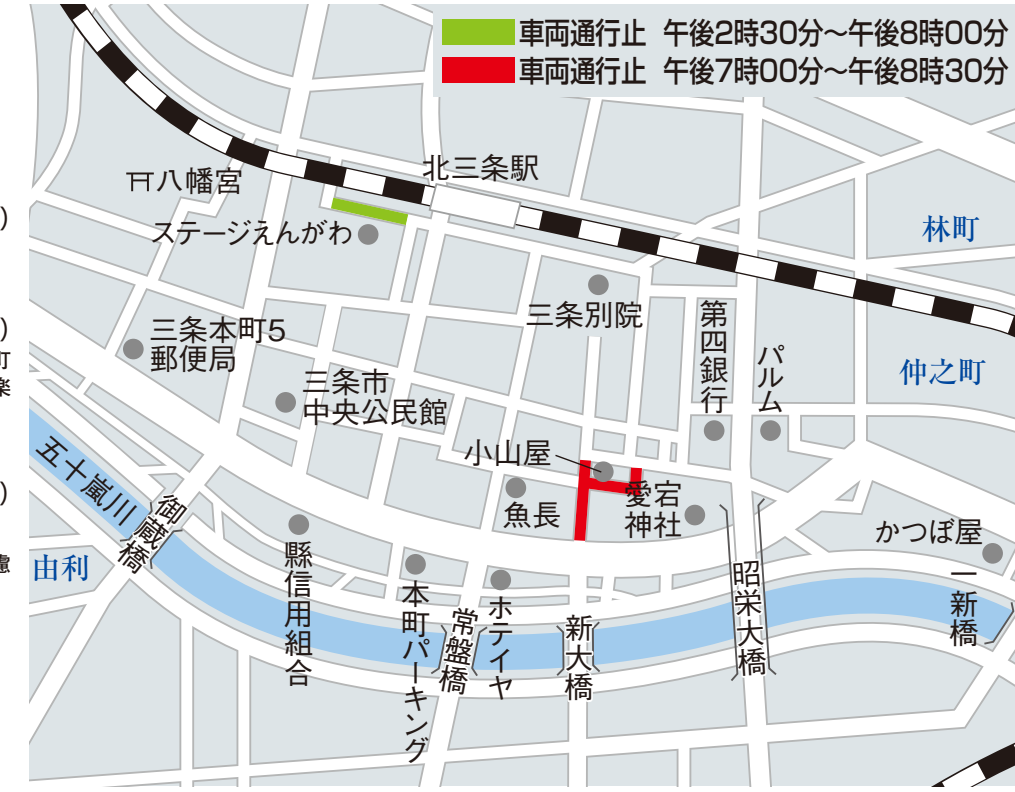 車両通行止 午後2時30分～午後8時00分
車両通行止 午後7時00分～午後8時30分
北三条駅
八幡宮
ステージえんがわ
林町
三条別院
三条本町5
郵便局
第四銀行
パルム
仲之町
三条市
中央公民館
小山屋
愛宕
神社
魚長
五十嵐川
御蔵橋
かつぼ屋
由利
縣信用組合
本町パーキング
常盤橋
ホテイヤ
新大橋
昭栄大橋
一新橋
)
)
町
楽
)
慮